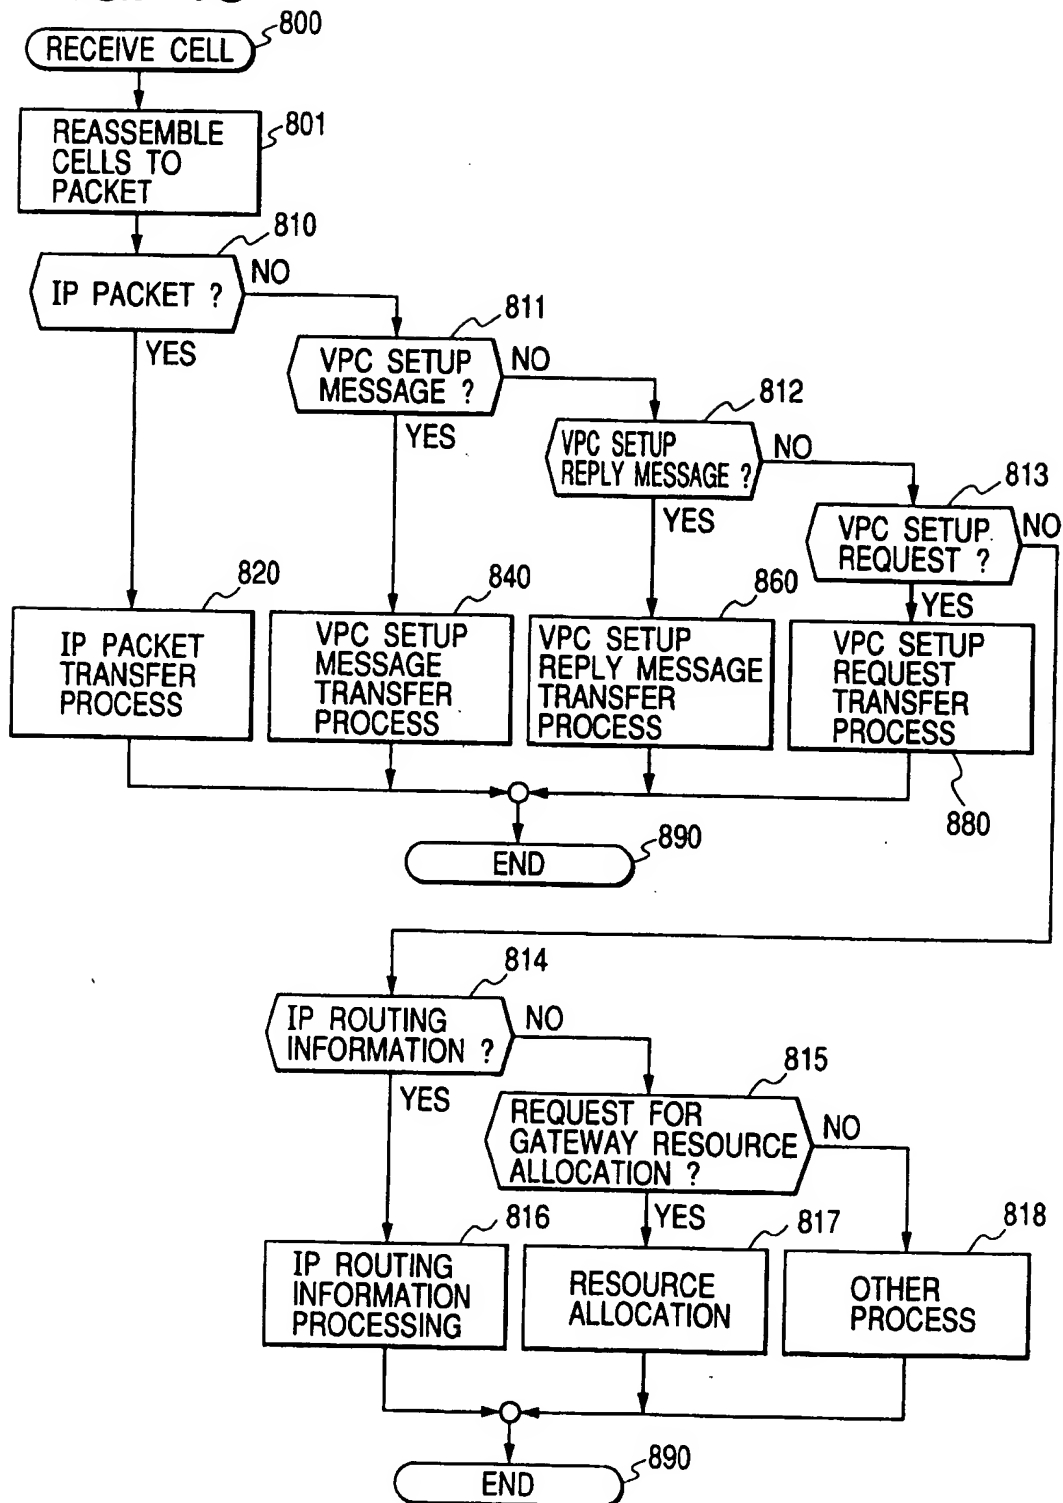 800
RECEIVE CELL
801
REASSEMBLE
CELLS TO
PACKET
810
IP PACKET ?
NO
YES
811
VPC SETUP
MESSAGE ?
NO
YES
812
VPC SETUP
REPLY MESSAGE ?
NO
YES
813
VPC SETUP
REQUEST ?
NO
YES
820
IP PACKET
TRANSFER
PROCESS
840
VPC SETUP
MESSAGE
TRANSFER
PROCESS
860
VPC SETUP
REPLY MESSAGE
TRANSFER
PROCESS
VPC SETUP
REQUEST
TRANSFER
PROCESS
880
890
END
814
IP ROUTING
INFORMATION ?
NO
YES
815
REQUEST FOR
GATEWAY RESOURCE
ALLOCATION ?
NO
YES
816
IP ROUTING
INFORMATION
PROCESSING
817
RESOURCE
ALLOCATION
818
OTHER
PROCESS
890
END